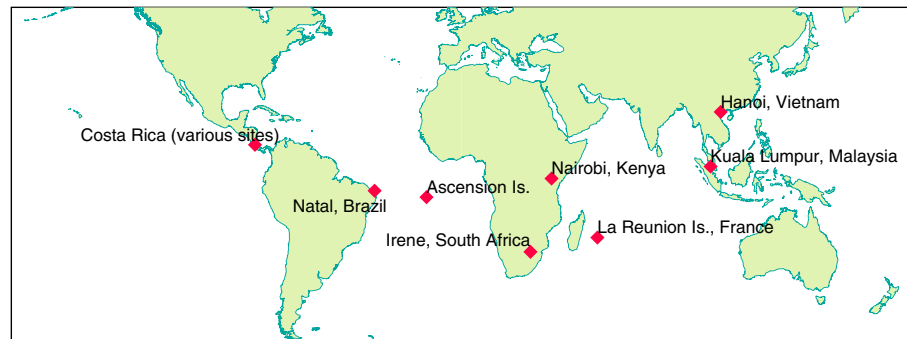 Hanoi, Vietnam
Costa Rica (various sites)
Kuala Lumpur, Malaysia
Nairobi, Kenya
Ascension Is.
Natal, Brazil
La Reunion Is., France
Irene, South Africa